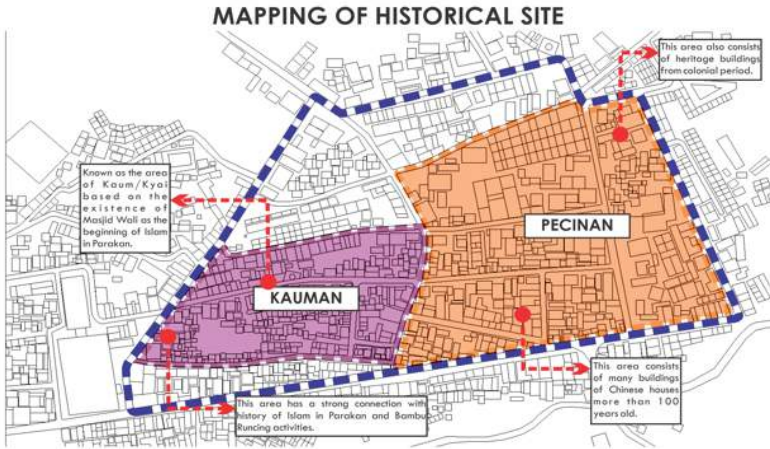 MAPPING OF HISTORICAL SITE
This area also consists
of heritage buildings
from colonial period.
Known as the area
of Kaum/Kyai
based on the
existence of
Masjid Wali as the
beginning of Islam
in Parakan.
PECINAN
KAUMAN
This area consists
of many buildings
of Chinese houses
more than 100
years old.
This area has a strong connection with
history of Islam in Parakan and Bambu
Runcing activities.